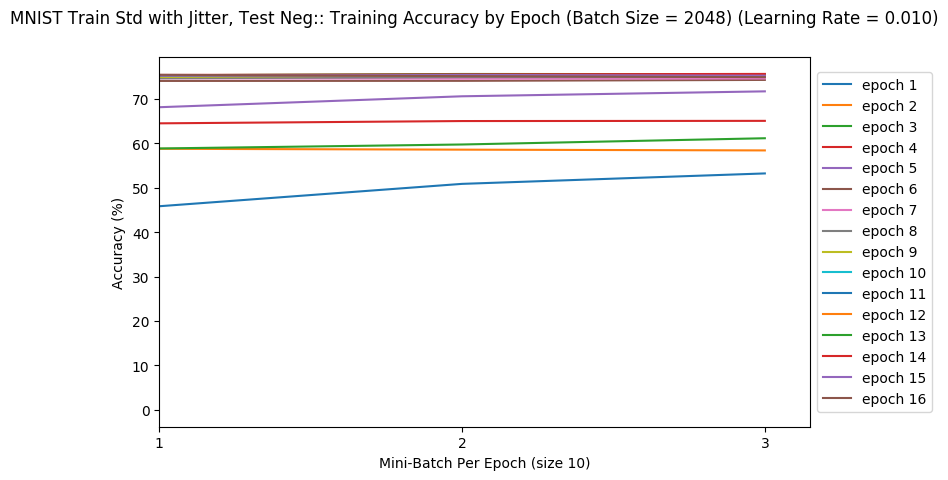 MNIST Train Std with Jitter, Test Neg:: Training Accuracy by Epoch (Batch Size = 2048) (Learning Rate = 0.010)
70
60
50
40
30
20
10
0
Accuracy (%)
1
2
3
Mini-Batch Per Epoch (size 10)
epoch 1
epoch 2
epoch 3
epoch 4
epoch 5
epoch 6
epoch 7
epoch 8
epoch 9
epoch 10
epoch 11
epoch 12
epoch 13
epoch 14
epoch 15
epoch 16